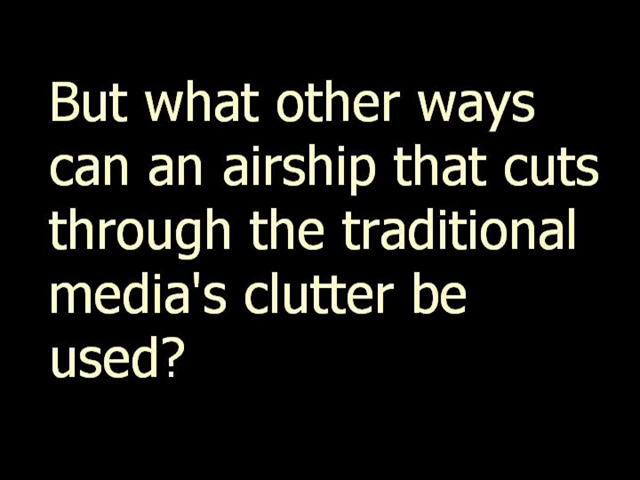 But what other ways
can an airship that cuts
through the traditional
media's clutter be
used?